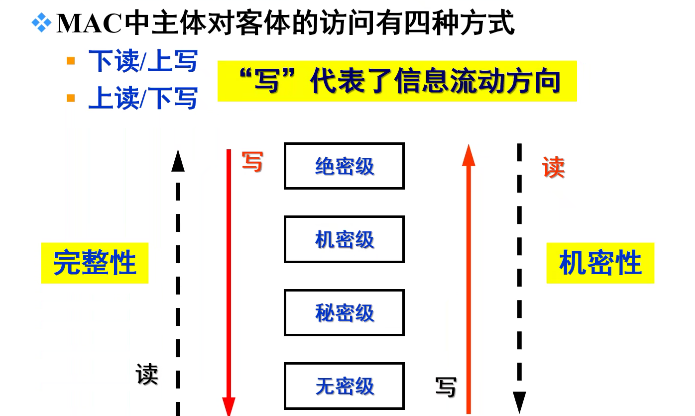 MAC中主体对客体的访问有四种方式
下读/上写
“写”代表了信息流动方向
上读/下写
写
绝密级
读
机密级
完整性
机密性
秘密级
读
无密级
写